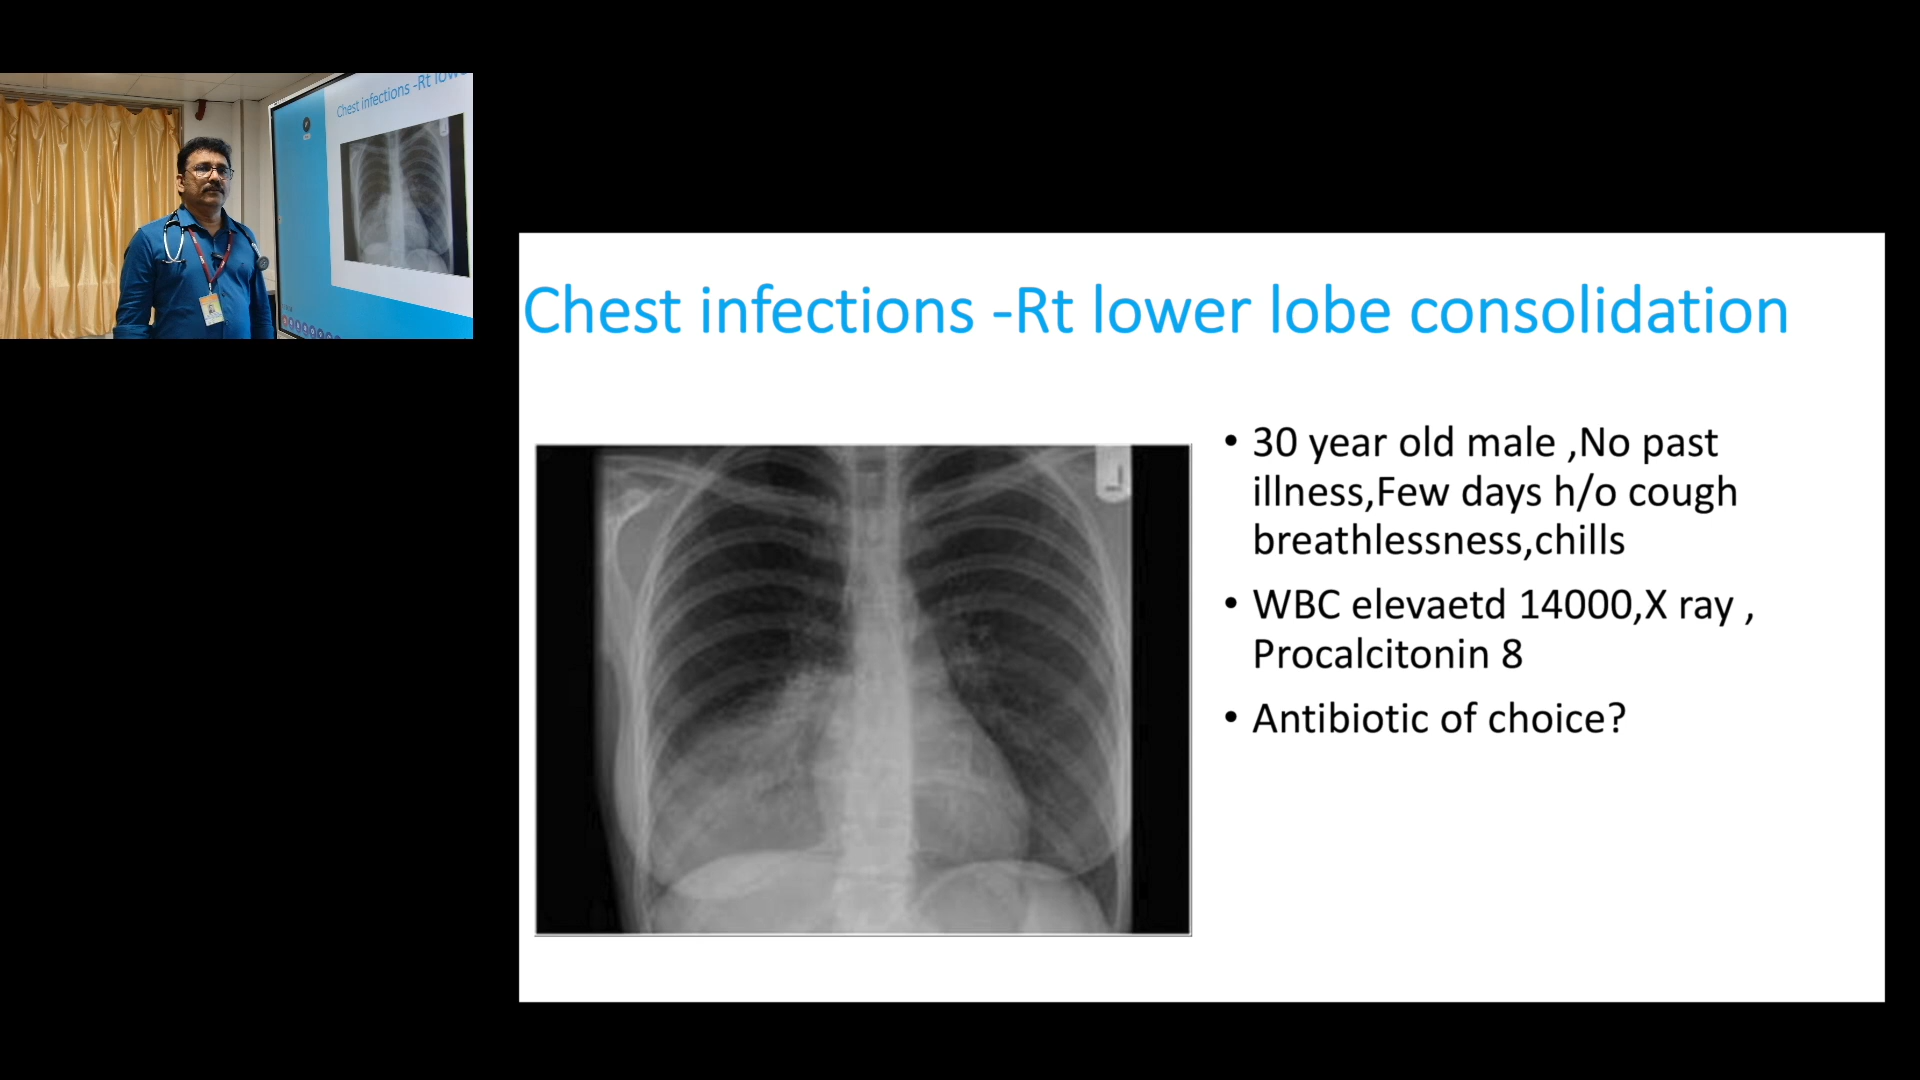 Chest infections -Rt lowe
Chest infections -Rt lower lobe consolidation
L
• 30 year old male ,No past
illness,Few days h/o cough
breathlessness,chills
• WBC elevaetd 14000,X ray ,
Procalcitonin 8
• Antibiotic of choice?